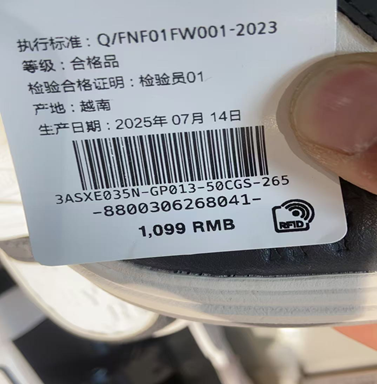 执行标准：Q/FNF01FW001-2023
等级：合格品
检验合格证明：检验员01
产地：越南
生产日期：2025年 07月 14日
3ASXE035N-GP013-50CGS-265
-8800306268041-
1,099 RMB
RFID